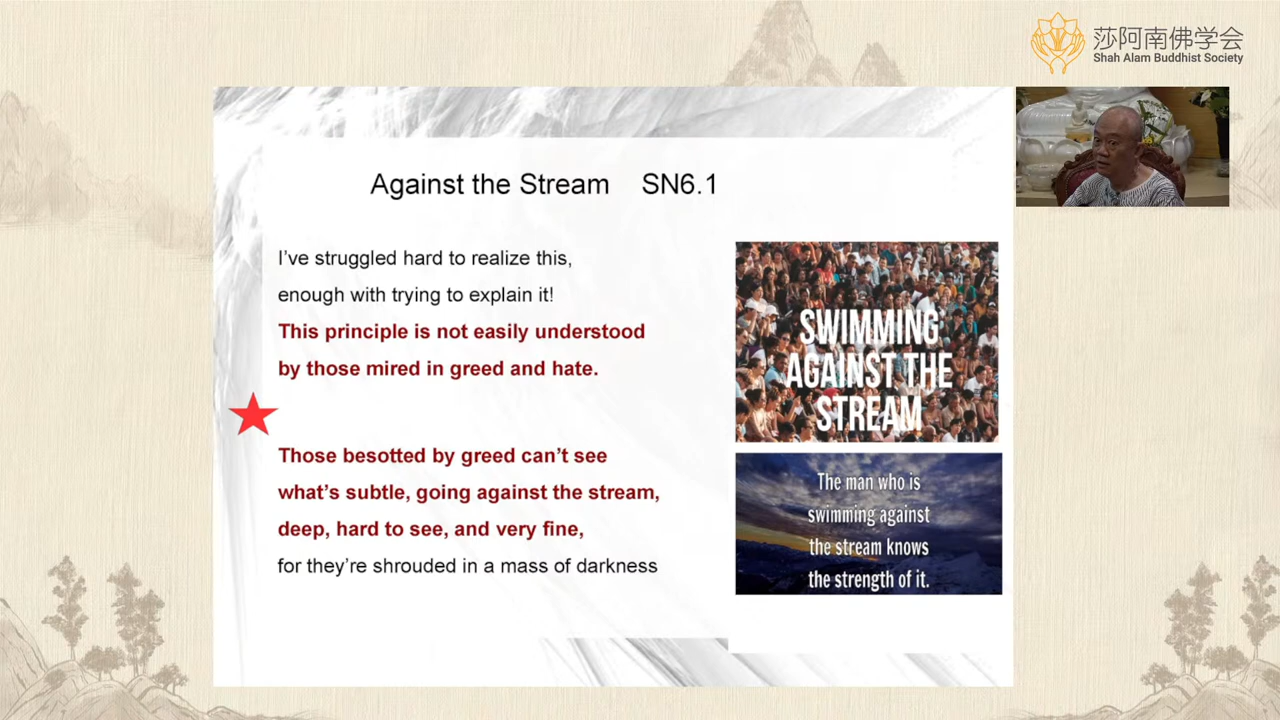 莎阿南佛学会
Shah Alam Buddhist Society
Against the Stream SN6.1
I've struggled hard to realize this,
enough with trying to explain it!
This principle is not easily understood
by those mired in greed and hate.
Those besotted by greed can't see
what's subtle, going against the stream,
deep, hard to see, and very fine,
for they're shrouded in a mass of darkness
SWIMMING
AGAINST THE
STREAM
The man who is
swimming against
the stream knows
the strength of it.